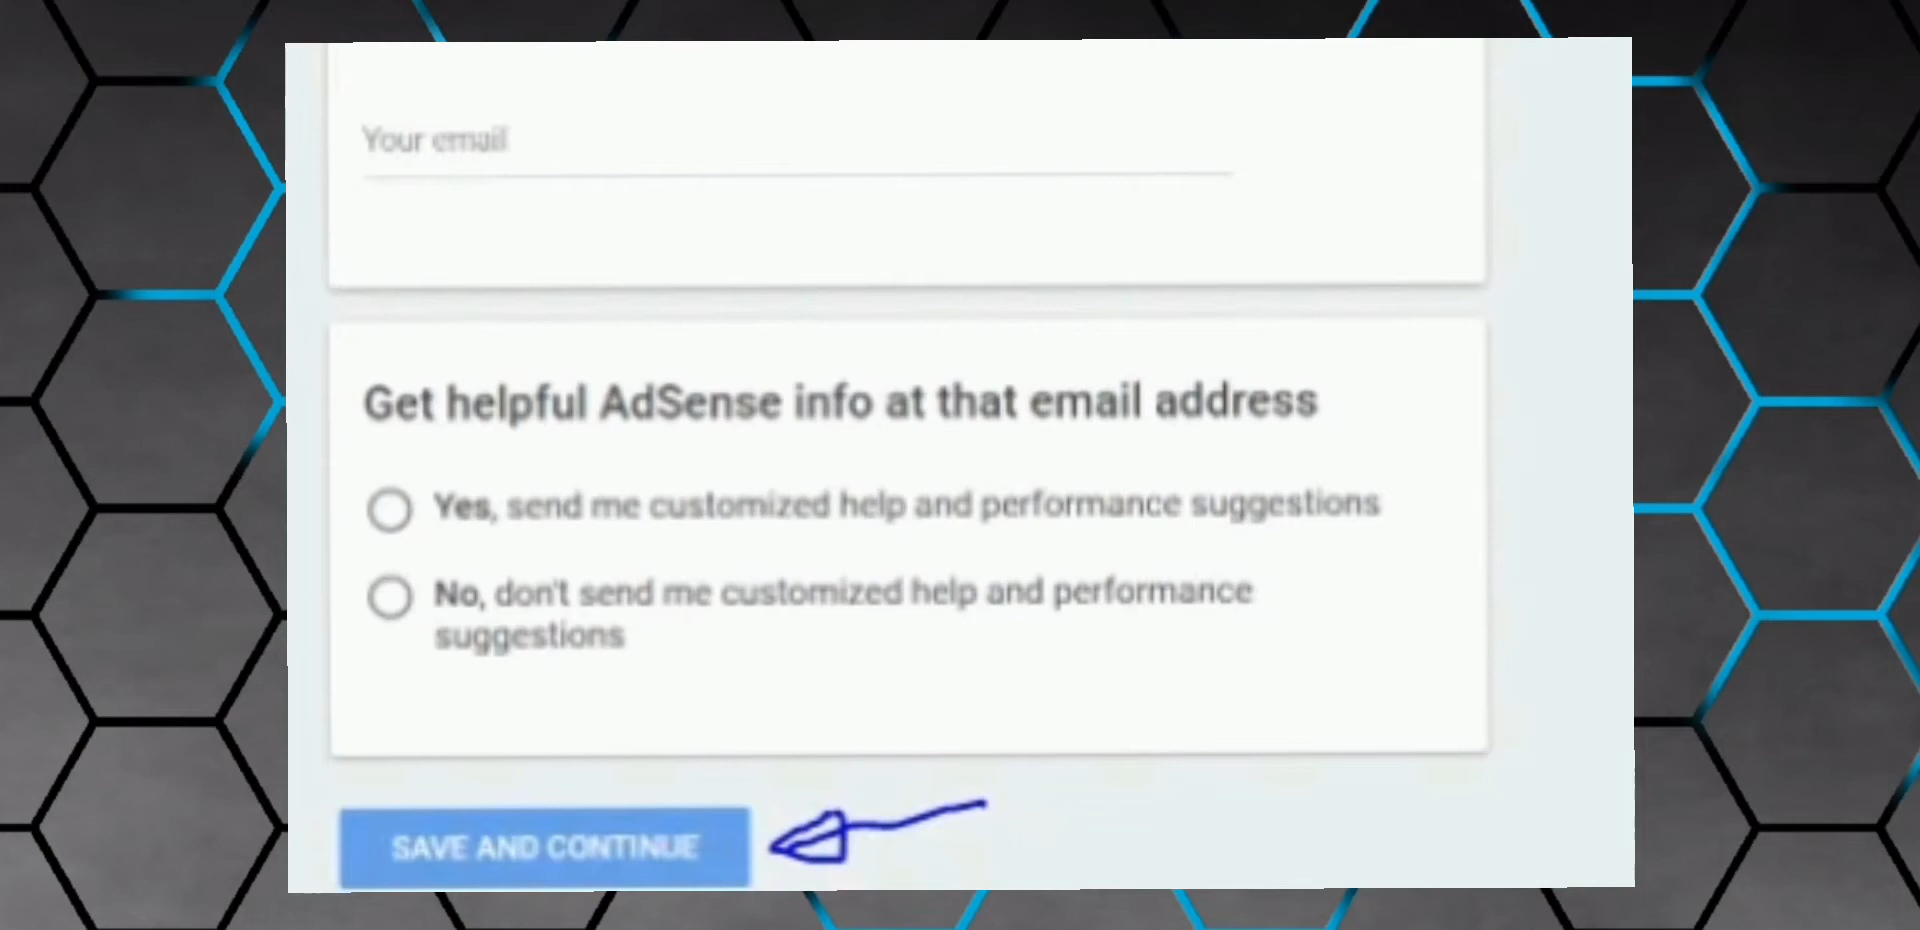 Your email
Get helpful AdSense info at that email address
Yes, send me customized help and performance suggestions
No, don't send me customized help and performance
suggestions
SAVE AND CONTINUE